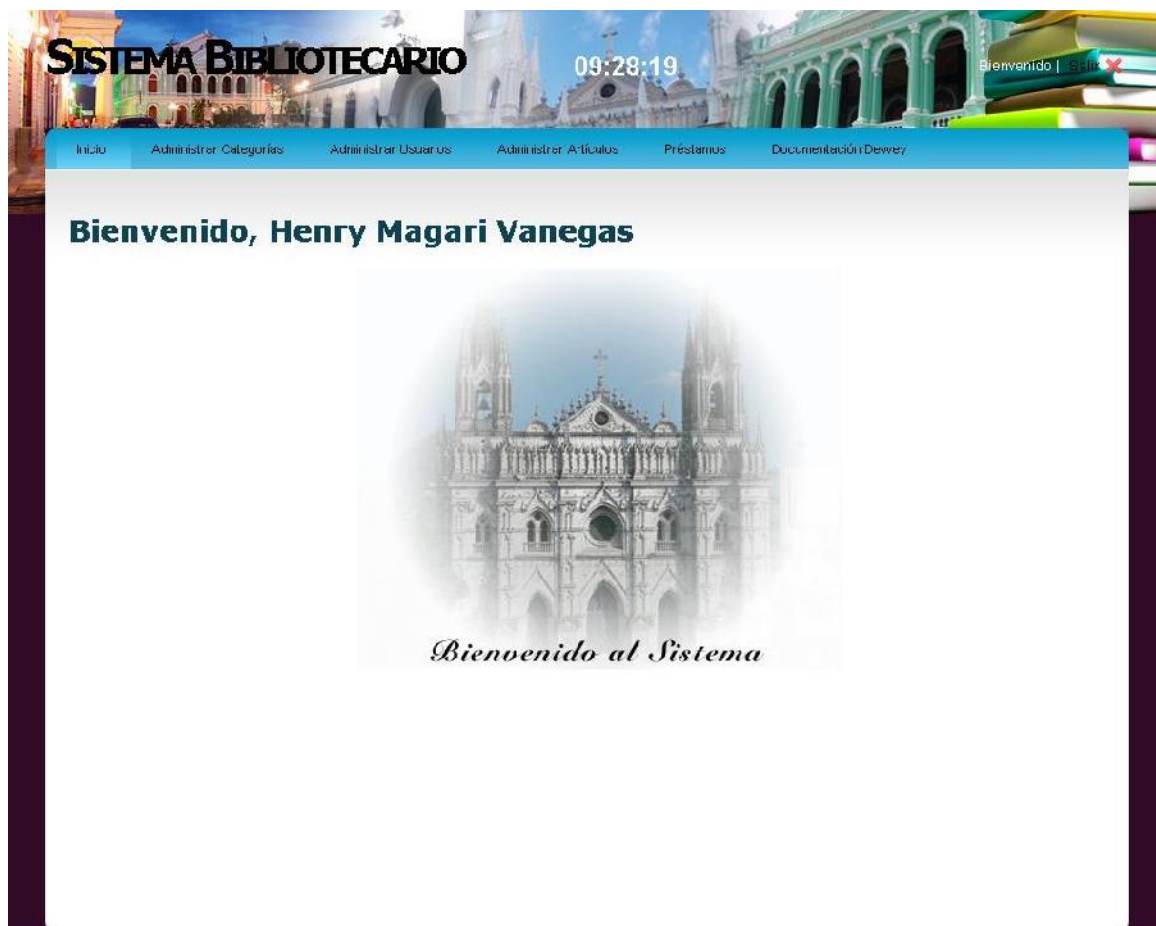 SISTEMA BIBLIOTECARIO
09:28:19
Bienvenido | Salir
Inicio Administrar Categorías Administrar Usuarios Administrar Artículos Préstamos Documentación Dewey
Bienvenido, Henry Magari Vanegas
Bienvenido al Sistema